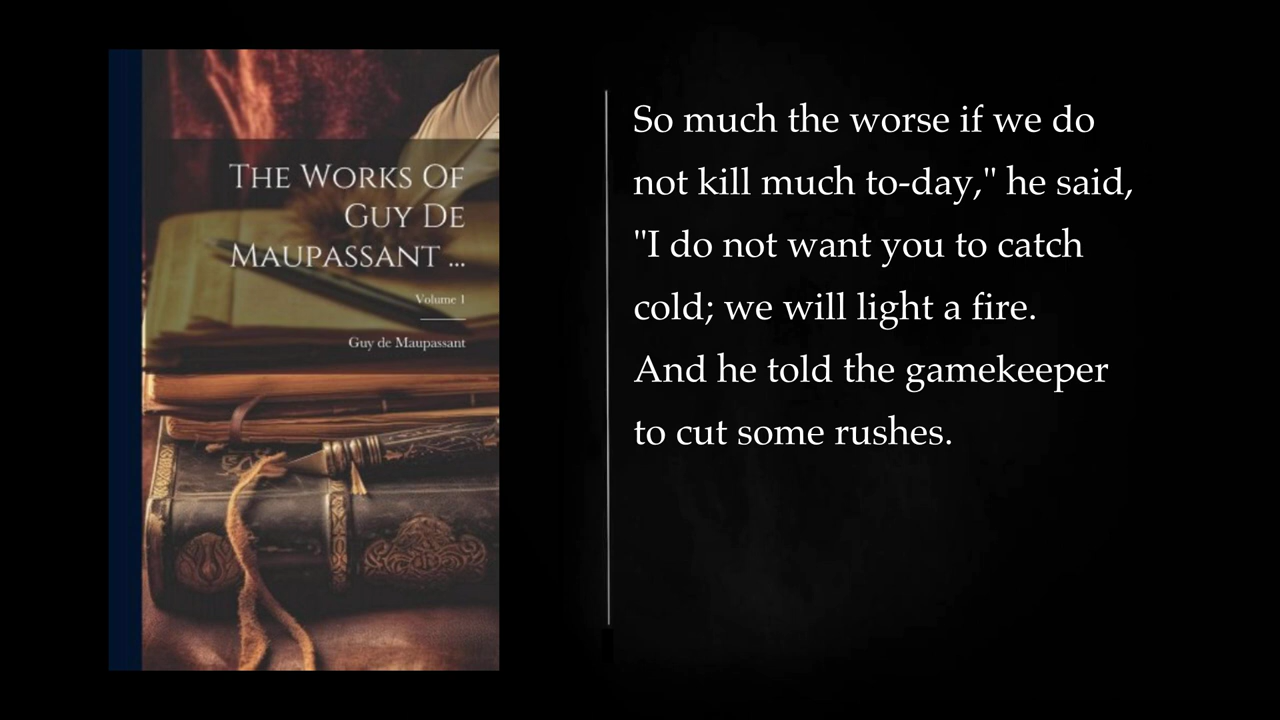 The Works Of
Guy De
Maupassant ...
Volume 1
Guy de Maupassant
So much the worse if we do
not kill much to-day," he said,
"I do not want you to catch
cold; we will light a fire.
And he told the gamekeeper
to cut some rushes.